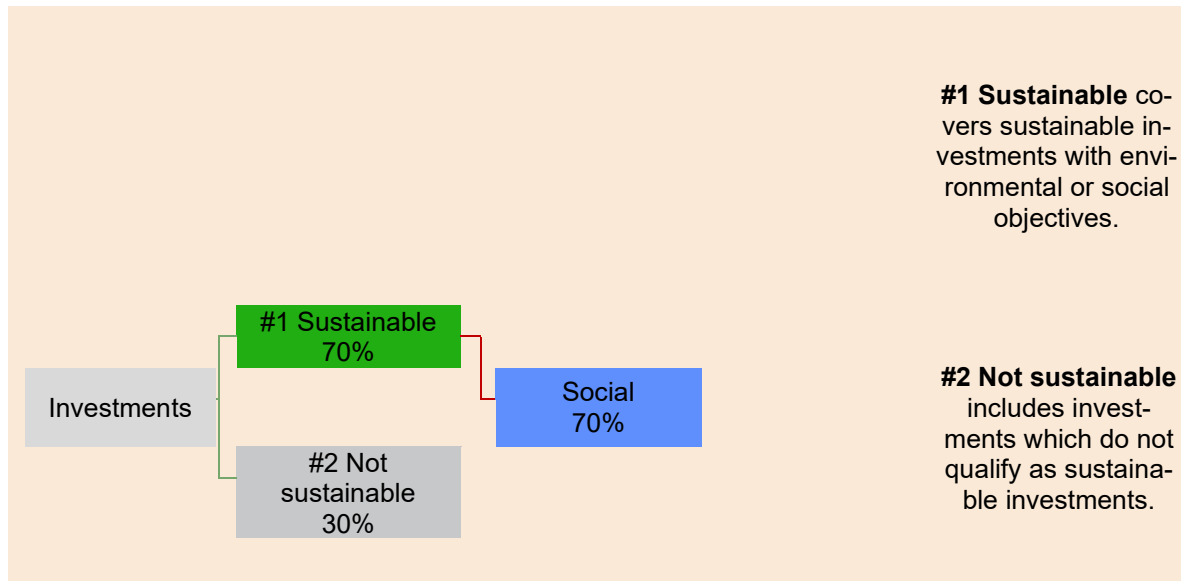 #1 Sustainable co-
vers sustainable in-
vestments with envi-
ronmental or social
objectives.
#1 Sustainable
70%
Investments
Social
70%
#2 Not
sustainable
30%
#2 Not sustainable
includes invest-
ments which do not
qualify as sustaina-
ble investments.